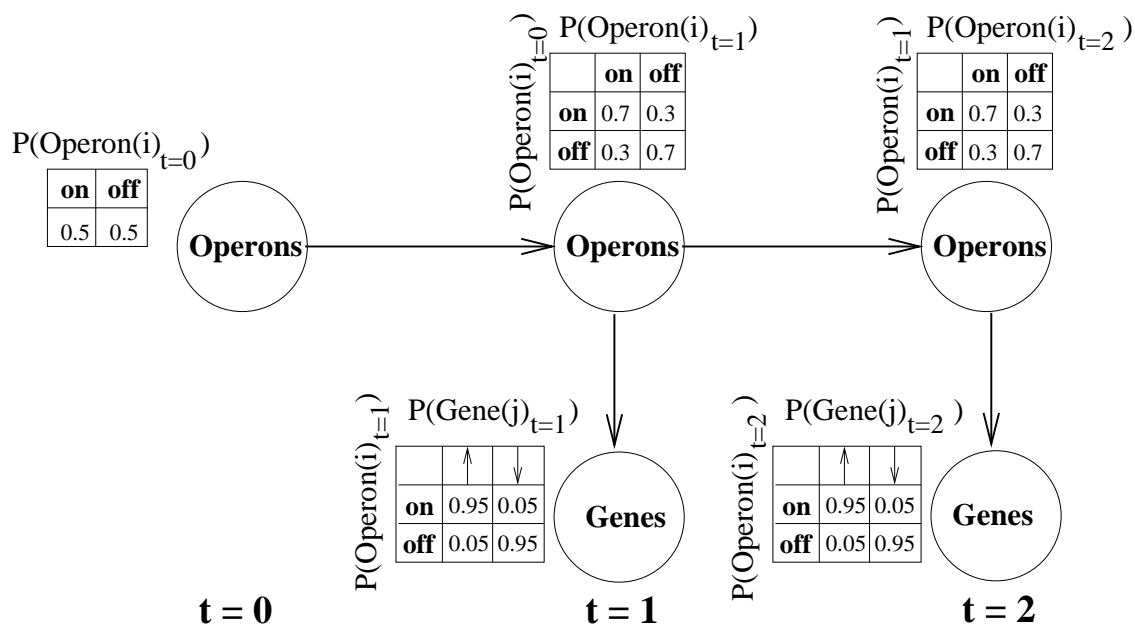 P(Operon(i)t=0)
on off
0.5 0.5
Operons
P(Operon(i)t=0)
P(Operon(i)t=1)
on off
on 0.7 0.3
off 0.3 0.7
Operons
P(Operon(i)t=1)
P(Operon(i)t=2)
on off
on 0.7 0.3
off 0.3 0.7
Operons
P(Operon(i)t=1)
P(Gene(j)t=1)
↑ ↓
on 0.95 0.05
off 0.05 0.95
Genes
P(Operon(i)t=2)
P(Gene(j)t=2)
↑ ↓
on 0.95 0.05
off 0.05 0.95
Genes
t = 0
t = 1
t = 2